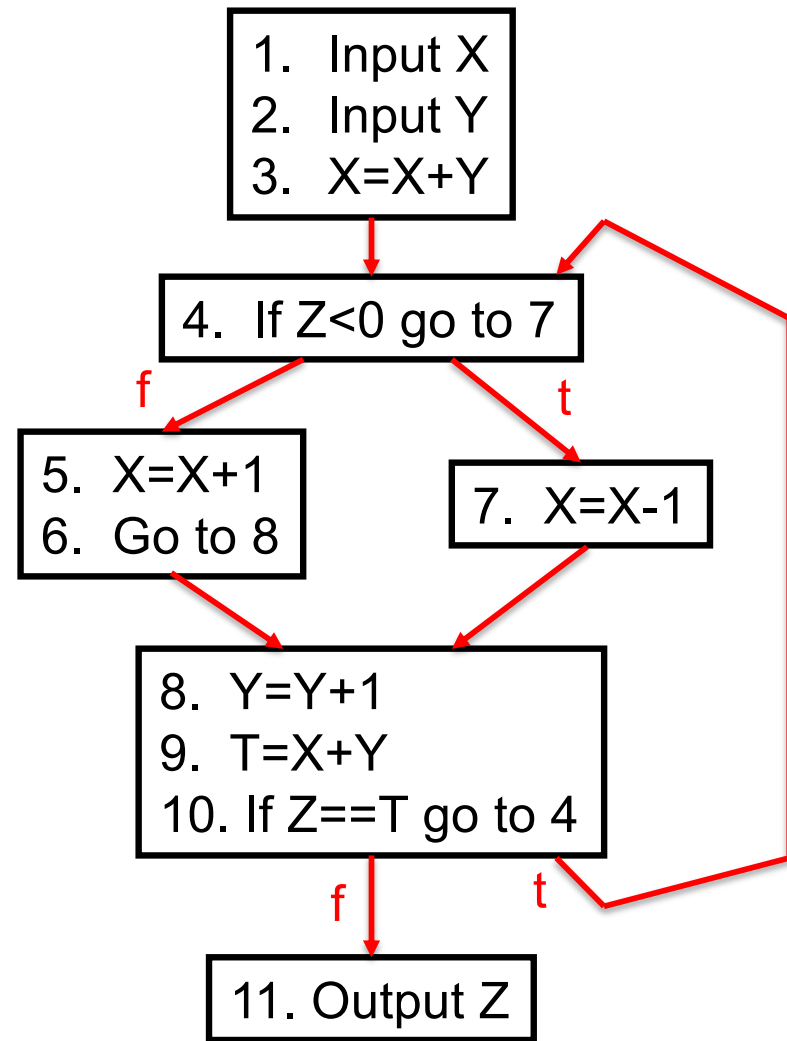 1. Input X
2. Input Y
3. X=X+Y
4. If Z<0 go to 7
f
t
5. X=X+1
6. Go to 8
7. X=X-1
8. Y=Y+1
9. T=X+Y
10. If Z==T go to 4
f
t
11. Output Z